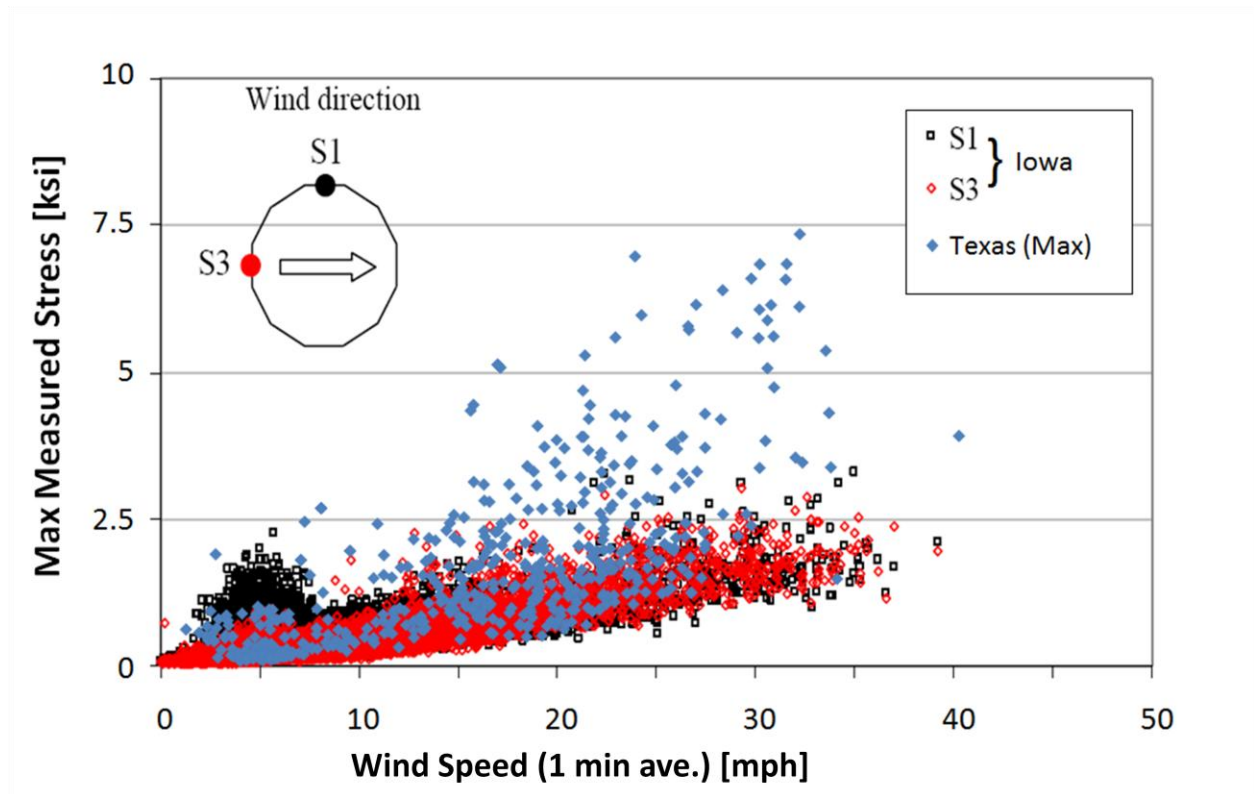 10
Wind direction
S1
S1
} Iowa
S3
S3
Texas (Max)
7.5
5
2.5
0
Max Measured Stress [ksi]
0 10 20 30 40 50
Wind Speed (1 min ave.) [mph]